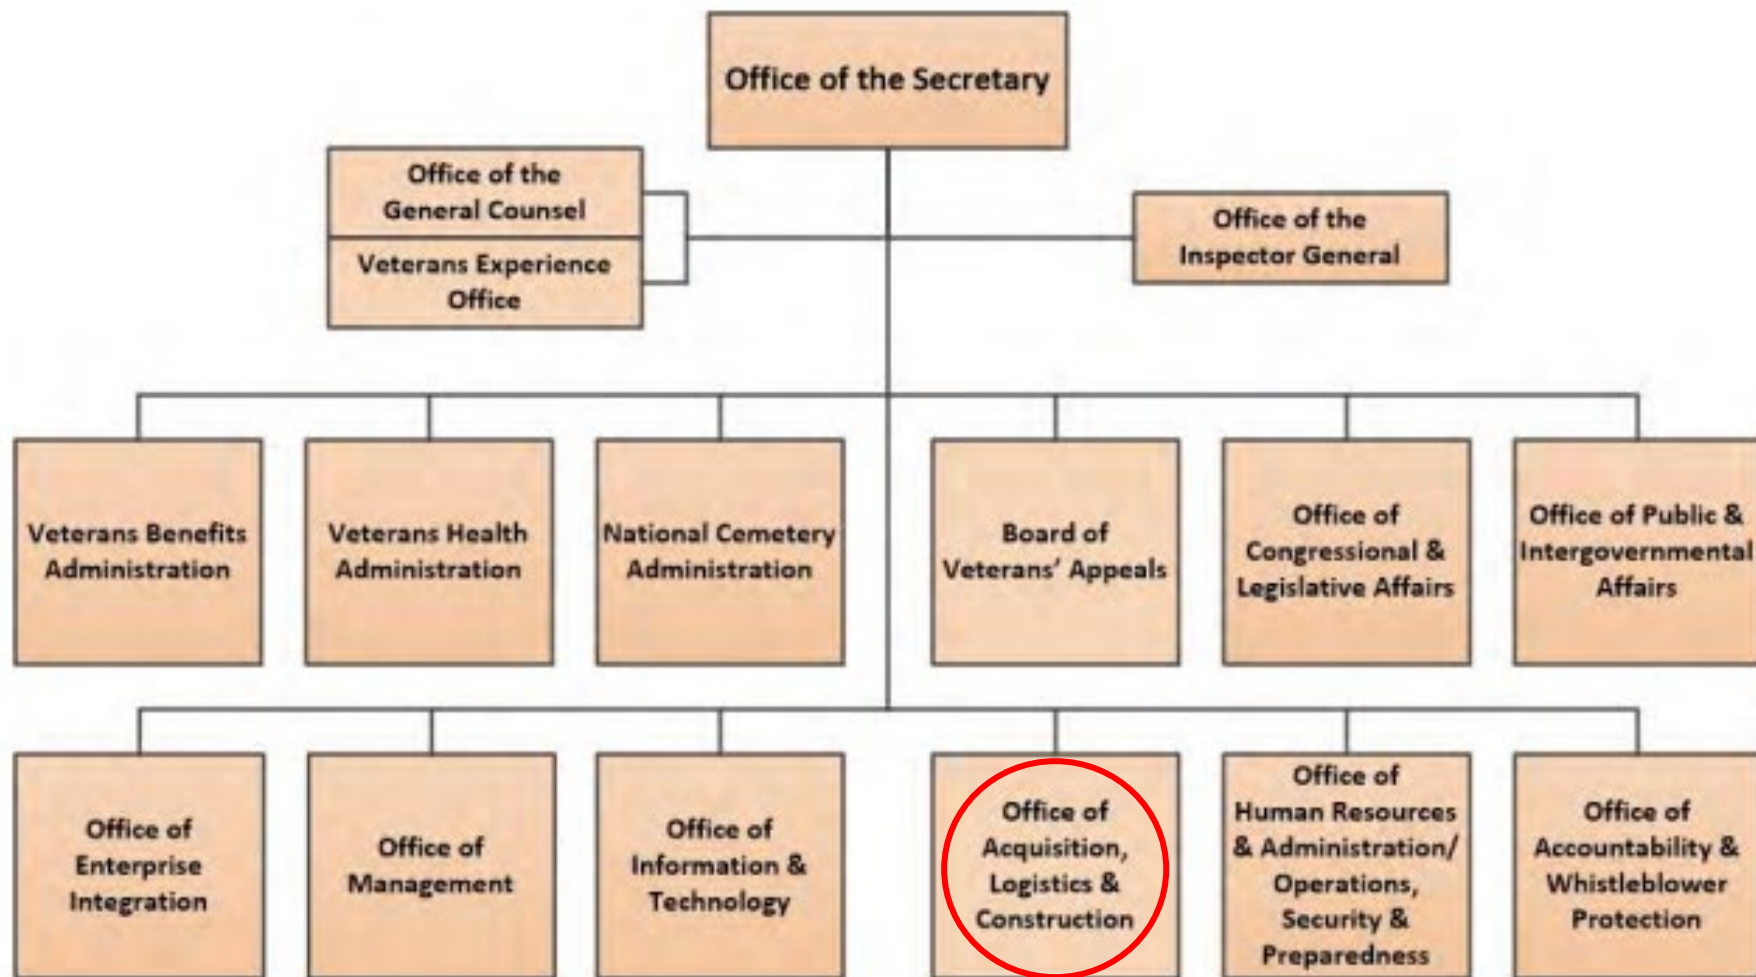 Office of the Secretary
Office of the
General Counsel
Veterans Experience
Office
Office of the
Inspector General
Veterans Benefits
Administration
Veterans Health
Administration
National Cemetery
Administration
Board of
Veterans’ Appeals
Office of
Congressional &
Legislative Affairs
Office of Public &
Intergovernmental
Affairs
Office of
Enterprise
Integration
Office of
Management
Office of
Information &
Technology
Office of
Acquisition,
Logistics &
Construction
Office of
Human Resources
& Administration/
Operations,
Security &
Preparedness
Office of
Accountability &
Whistleblower
Protection